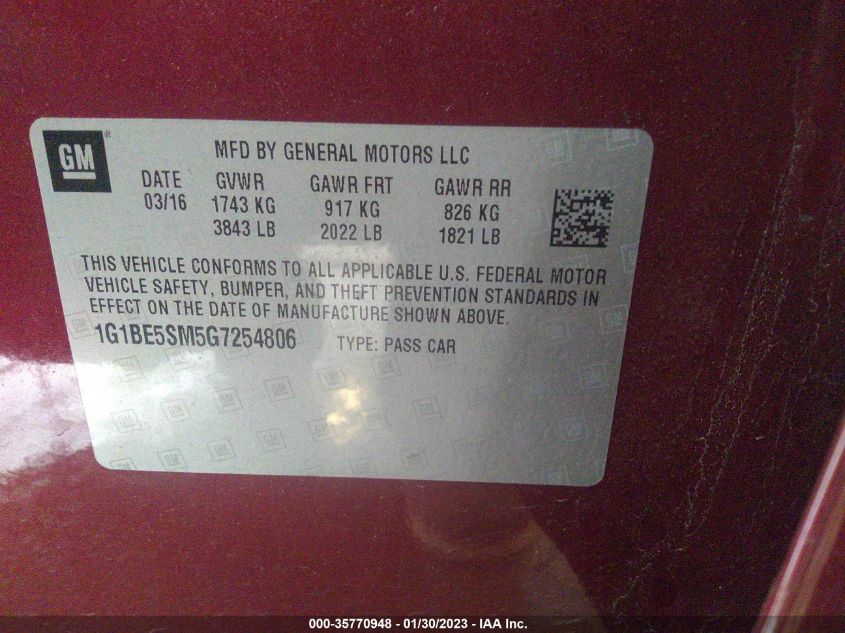 GM
MFD BY GENERAL MOTORS LLC
DATE GVWR GAWR FRT GAWR RR
03/16 1743 KG 917 KG 826 KG
3843 LB 2022 LB 1821 LB
THIS VEHICLE CONFORMS TO ALL APPLICABLE U.S. FEDERAL MOTOR
VEHICLE SAFETY, BUMPER, AND THEFT PREVENTION STANDARDS IN
EFFECT ON THE DATE OF MANUFACTURE SHOWN ABOVE.
1G1BE5SM5G7254806 TYPE: PASS CAR
000-35770948 - 01/30/2023 - IAA Inc.